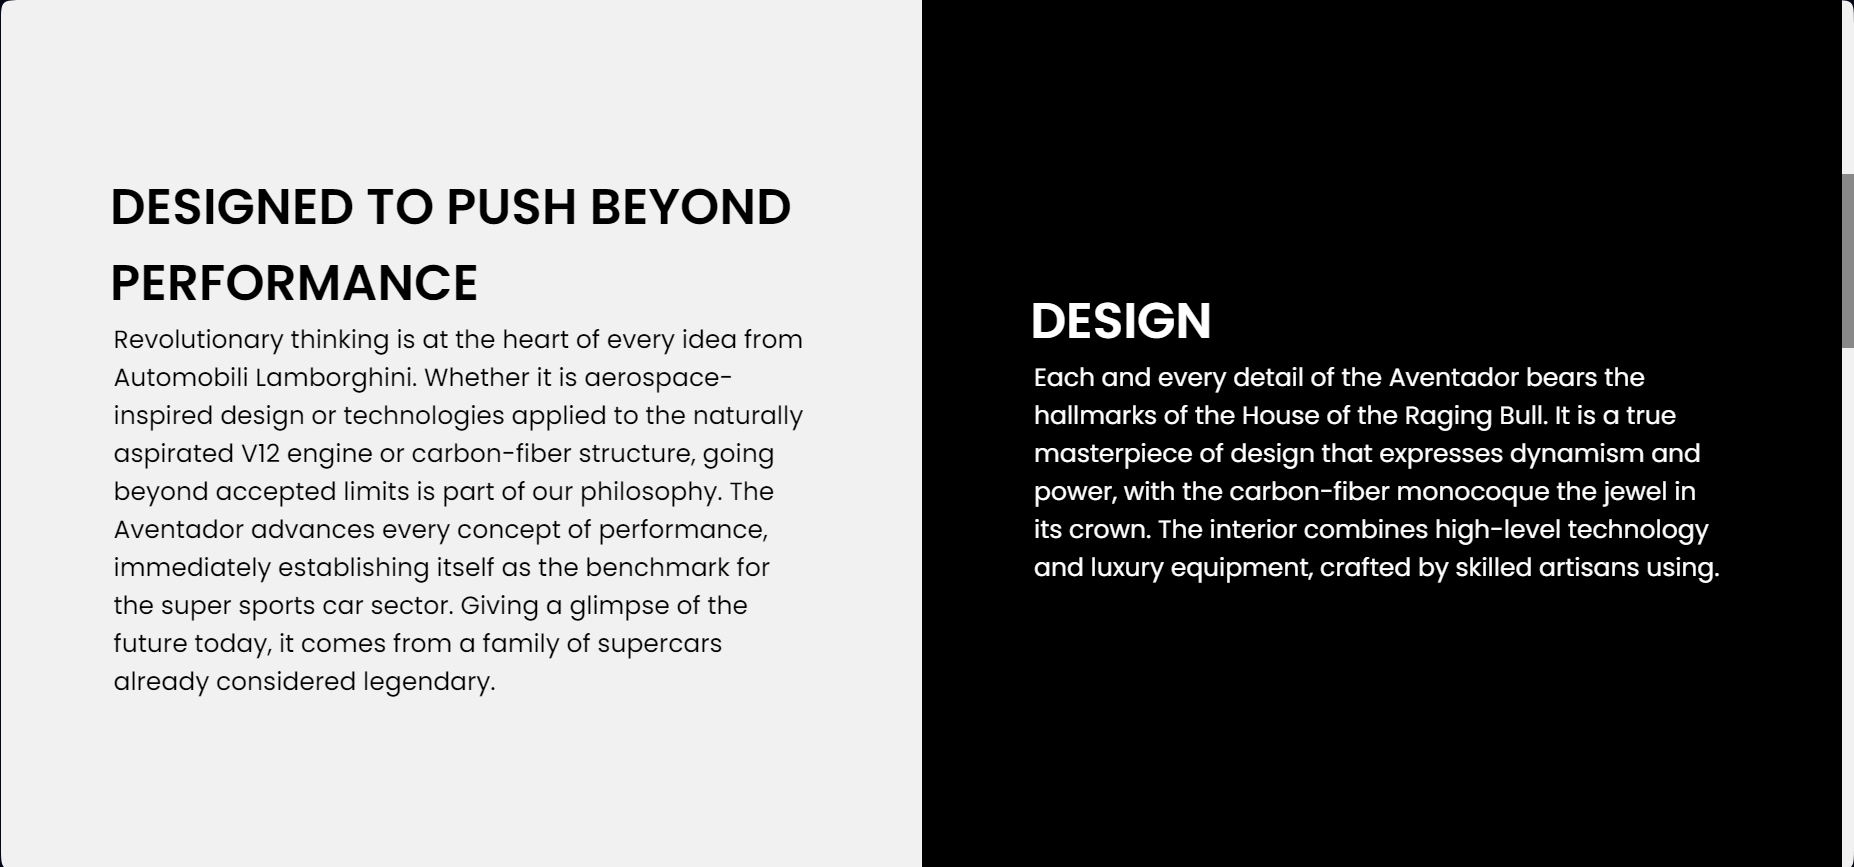 DESIGNED TO PUSH BEYOND
PERFORMANCE
Revolutionary thinking is at the heart of every idea from
Automobili Lamborghini. Whether it is aerospace-
inspired design or technologies applied to the naturally
aspirated V12 engine or carbon-fiber structure, going
beyond accepted limits is part of our philosophy. The
Aventador advances every concept of performance,
immediately establishing itself as the benchmark for
the super sports car sector. Giving a glimpse of the
future today, it comes from a family of supercars
already considered legendary.
DESIGN
Each and every detail of the Aventador bears the
hallmarks of the House of the Raging Bull. It is a true
masterpiece of design that expresses dynamism and
power, with the carbon-fiber monocoque the jewel in
its crown. The interior combines high-level technology
and luxury equipment, crafted by skilled artisans using.